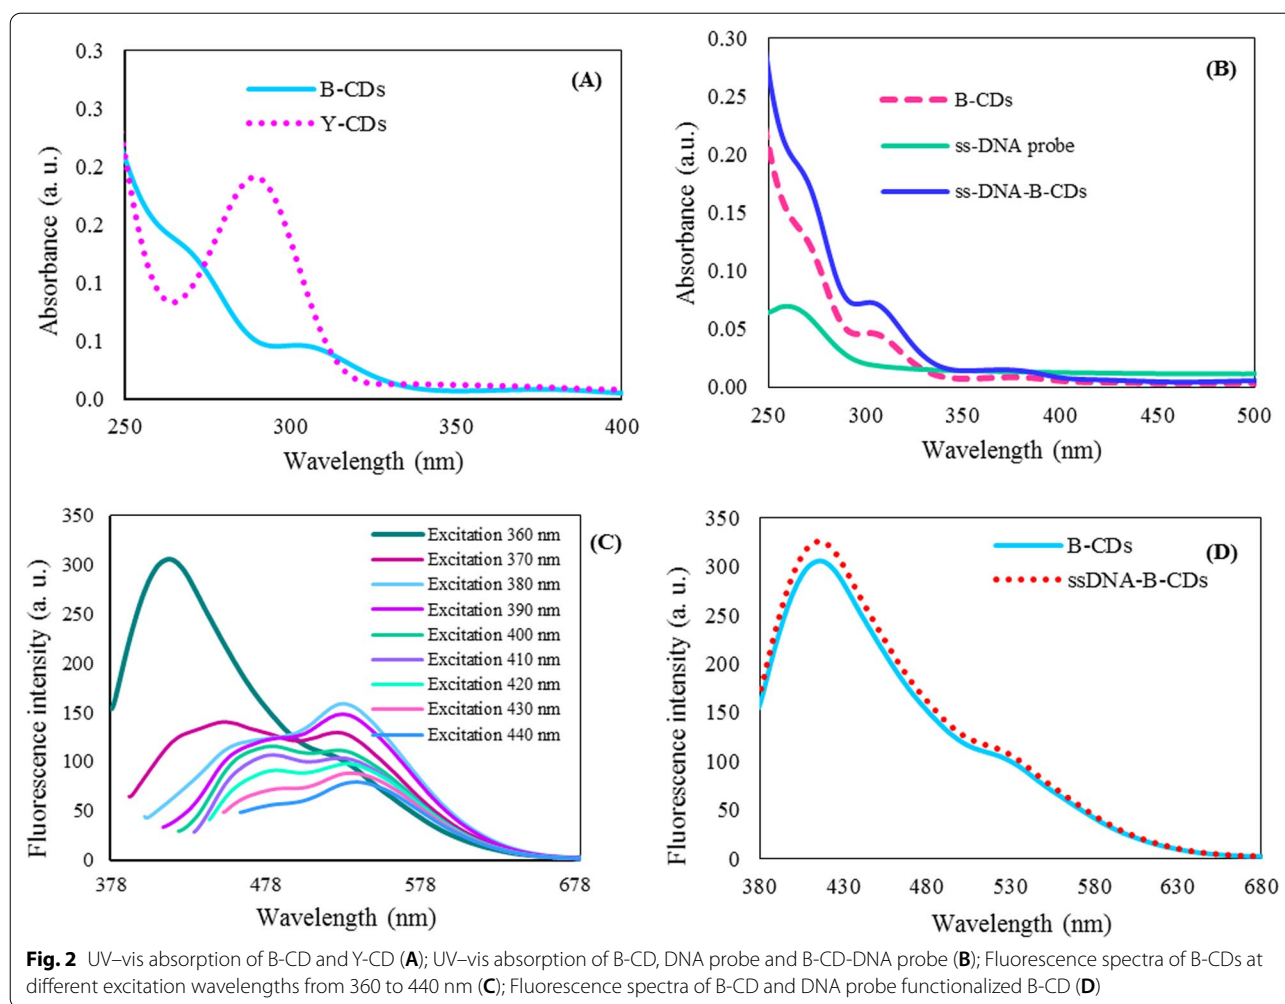 0.3
0.3
0.2
0.2
0.1
0.1
0.0
250
300
350
400
Absorbance (a. u.)
Wavelength (nm)
B-CDs
Y-CDs
(A)
0.30
0.25
0.20
0.15
0.10
0.05
0.00
250
300
350
400
450
500
Absorbance (a.u.)
Wavelength (nm)
B-CDs
ss-DNA probe
ss-DNA-B-CDs
(B)
350
300
250
200
150
100
50
0
378
478
578
678
Fluorescence intensity (a. u.)
Wavelength (nm)
Excitation 360 nm
Excitation 370 nm
Excitation 380 nm
Excitation 390 nm
Excitation 400 nm
Excitation 410 nm
Excitation 420 nm
Excitation 430 nm
Excitation 440 nm
(C)
350
300
250
200
150
100
50
0
380
430
480
530
580
630
680
Fluorescence intensity (a. u.)
Wavelength (nm)
B-CDs
ssDNA-B-CDs
(D)
Fig. 2 UV–vis absorption of B-CD and Y-CD (A); UV–vis absorption of B-CD, DNA probe and B-CD-DNA probe (B); Fluorescence spectra of B-CDs at
different excitation wavelengths from 360 to 440 nm (C); Fluorescence spectra of B-CD and DNA probe functionalized B-CD (D)